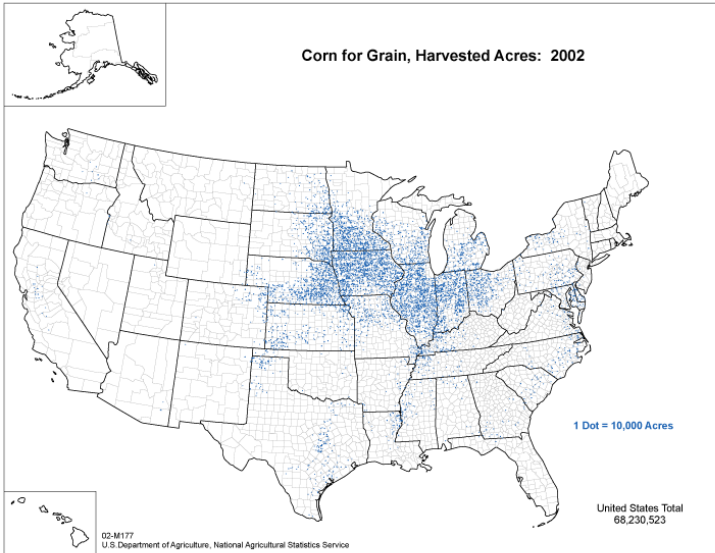 Corn for Grain, Harvested Acres: 2002
1 Dot = 10,000 Acres
United States Total
68,230,523
02-M177
U.S.Department of Agriculture, National Agricultural Statistics Service